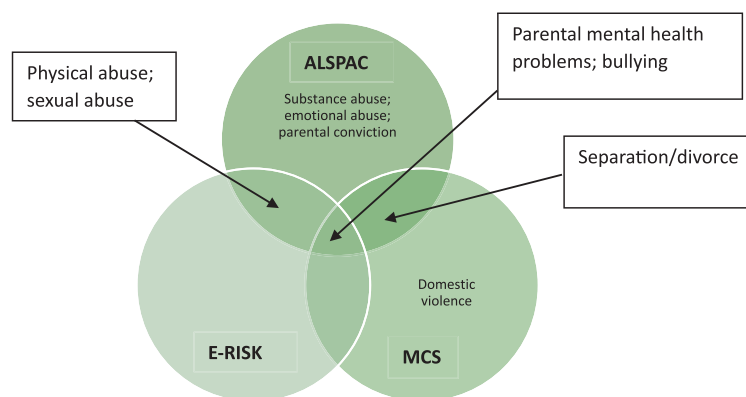 Physical abuse;
sexual abuse
ALSPAC
Substance abuse;
emotional abuse;
parental conviction
Parental mental health
problems; bullying
Separation/divorce
Domestic
violence
E-RISK
MCS